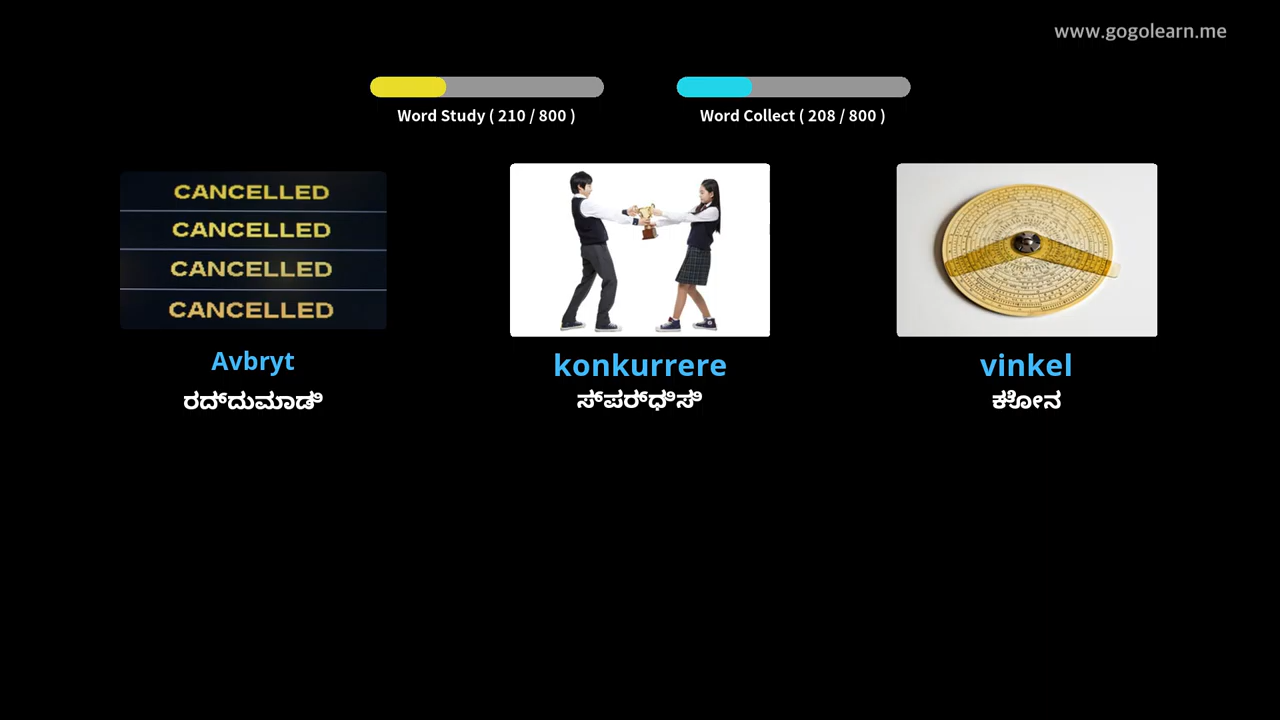 www.gogolearn.me
Word Study ( 210 / 800 )
Word Collect ( 208 / 800 )
CANCELLED
CANCELLED
CANCELLED
CANCELLED
Avbryt
konkurrere
vinkel
ರದ್ದುಮಾಡಿ
ಸ್ಪರ್ಧಿಸಿ
ಕೋನ